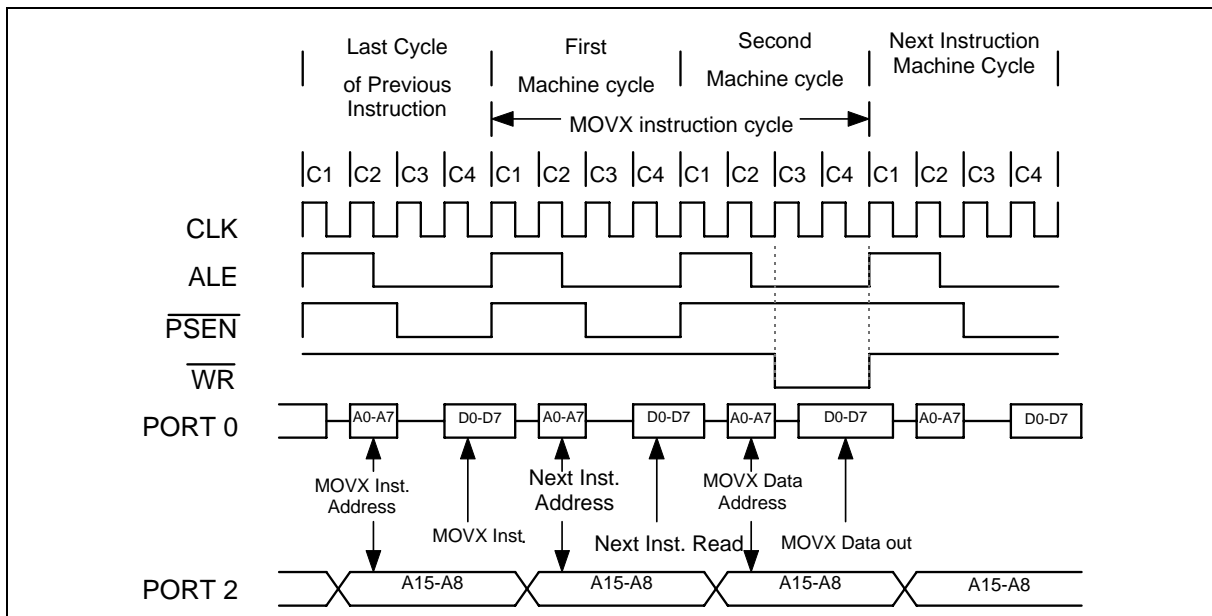 Last Cycle
of Previous
Instruction
First
Machine cycle
Second
Machine cycle
Next Instruction
Machine Cycle
MOVX instruction cycle
C1 C2 C3 C4 C1 C2 C3 C4 C1 C2 C3 C4 C1 C2 C3 C4
CLK
ALE
PSEN
WR
PORT 0
A0-A7 D0-D7 A0-A7 D0-D7 A0-A7 D0-D7 A0-A7 D0-D7
MOVX Inst.
Address
MOVX Inst.
Next Inst.
Address
Next Inst. Read
MOVX Data
Address
MOVX Data out
PORT 2
A15-A8 A15-A8 A15-A8 A15-A8